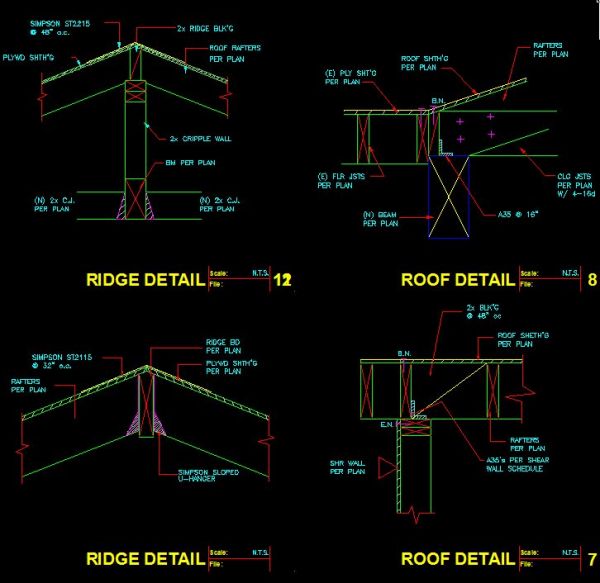 SIMPSON ST2215
@ 48" o.c.
2x RIDGE BLK'G
PLYWD SHTH'G
ROOF RAFTERS
PER PLAN
2x CRIPPLE WALL
BM PER PLAN
(N) 2x C.J.
PER PLAN
(N) 2x C.J.
PER PLAN
RIDGE DETAIL
Scale:
N.T.S.
File:
12
RAFTERS
PER PLAN
ROOF SHTH'G
PER PLAN
(E) PLY SHT'G
PER PLAN
B.N.
(E) FLR JSTS
PER PLAN
CLG JSTS
PER PLAN
W/ 4-16d
(N) BEAM
PER PLAN
A35 @ 16"
ROOF DETAIL
Scale:
N.T.S.
File:
8
SIMPSON ST2115
@ 32" o.c.
RIDGE BD
PER PLAN
PLYWD SHTH'G
PER PLAN
RAFTERS
PER PLAN
SIMPSON SLOPED
U-HANGER
RIDGE DETAIL
Scale:
N.T.S.
File:
2x BLK'G
@ 48" oc
ROOF SHETH'G
PER PLAN
B.N.
E.N.
RAFTERS
PER PLAN
A35's PER SHEAR
WALL SCHEDULE
SHR WALL
PER PLAN
ROOF DETAIL
Scale:
N.T.S.
File:
7